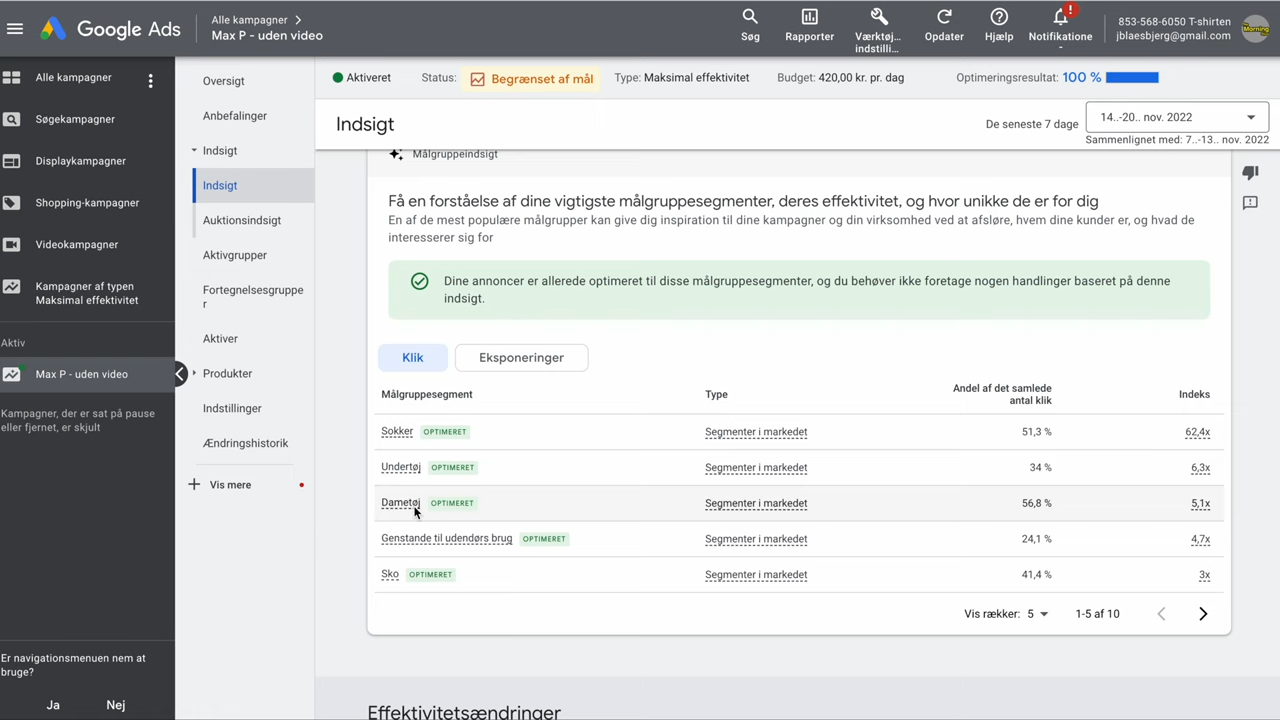 Google Ads
Alle kampagner
Max P - uden video
Søg
Rapporter
Værktøj...
indstilli...
Opdater
Hjælp
!
Notifikatione
-
853-568-6050 T-shirten
jblaesbjerg@gmail.com
Morning
Alle kampagner
Søgekampagner
Displaykampagner
Shopping-kampagner
Videokampagner
Kampagner af typen
Maksimal effektivitet
Aktiv
Max P - uden video
Kampagner, der er sat på pause
eller fjernet, er skjult
Er navigationsmenuen nem at
bruge?
Ja
Nej
Oversigt
Anbefalinger
Indsigt
Indsigt
Auktionsindsigt
Aktivgrupper
Fortegnelsesgruppe
r
Aktiver
Produkter
Indstillinger
Ændringshistorik
Vis mere
Aktiveret
Status:
Begrænset af mål
Type: Maksimal effektivitet
Budget: 420,00 kr. pr. dag
Optimeringsresultat: 100 %
Indsigt
De seneste 7 dage
14..-20.. nov. 2022
Sammenlignet med: 7..-13.. nov. 2022
Målgruppeindsigt
Få en forståelse af dine vigtigste målgruppesegmenter, deres effektivitet, og hvor unikke de er for dig
En af de mest populære målgrupper kan give dig inspiration til dine kampagner og din virksomhed ved at afsløre, hvem dine kunder er, og hvad de
interesserer sig for
Dine annoncer er allerede optimeret til disse målgruppesegmenter, og du behøver ikke foretage nogen handlinger baseret på denne
indsigt.
Klik
Eksponeringer
Målgruppesegment
Type
Andel af det samlede
antal klik
Indeks
Sokker OPTIMERET Segmenter i markedet 51,3 % 62,4x
Undertøj OPTIMERET Segmenter i markedet 34 % 6,3x
Dametøj OPTIMERET Segmenter i markedet 56,8 % 5,1x
Genstande til udendørs brug OPTIMERET Segmenter i markedet 24,1 % 4,7x
Sko OPTIMERET Segmenter i markedet 41,4 % 3x
Vis rækker: 5
1-5 af 10
Effektivitetsændringer